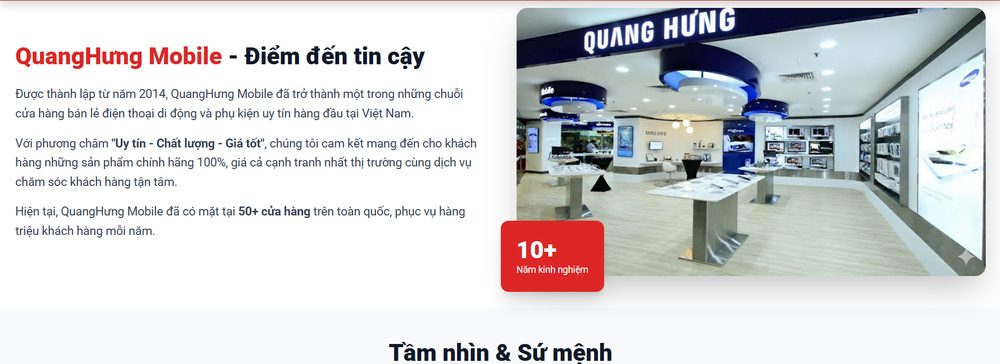 QuangHưng Mobile - Điểm đến tin cậy
Được thành lập từ năm 2014, QuangHưng Mobile đã trở thành một trong những chuỗi
cửa hàng bán lẻ điện thoại di động và phụ kiện uy tín hàng đầu tại Việt Nam.
Với phương châm "Uy tín - Chất lượng - Giá tốt", chúng tôi cam kết mang đến cho khách
hàng những sản phẩm chính hãng 100%, giá cả cạnh tranh nhất thị trường cùng dịch vụ
chăm sóc khách hàng tận tâm.
Hiện tại, QuangHưng Mobile đã có mặt tại 50+ cửa hàng trên toàn quốc, phục vụ hàng
triệu khách hàng mỗi năm.
QUANG HƯNG
Mobile
SAMSUNG
SAMSUNG
10+
Năm kinh nghiệm
Tầm nhìn & Sứ mệnh